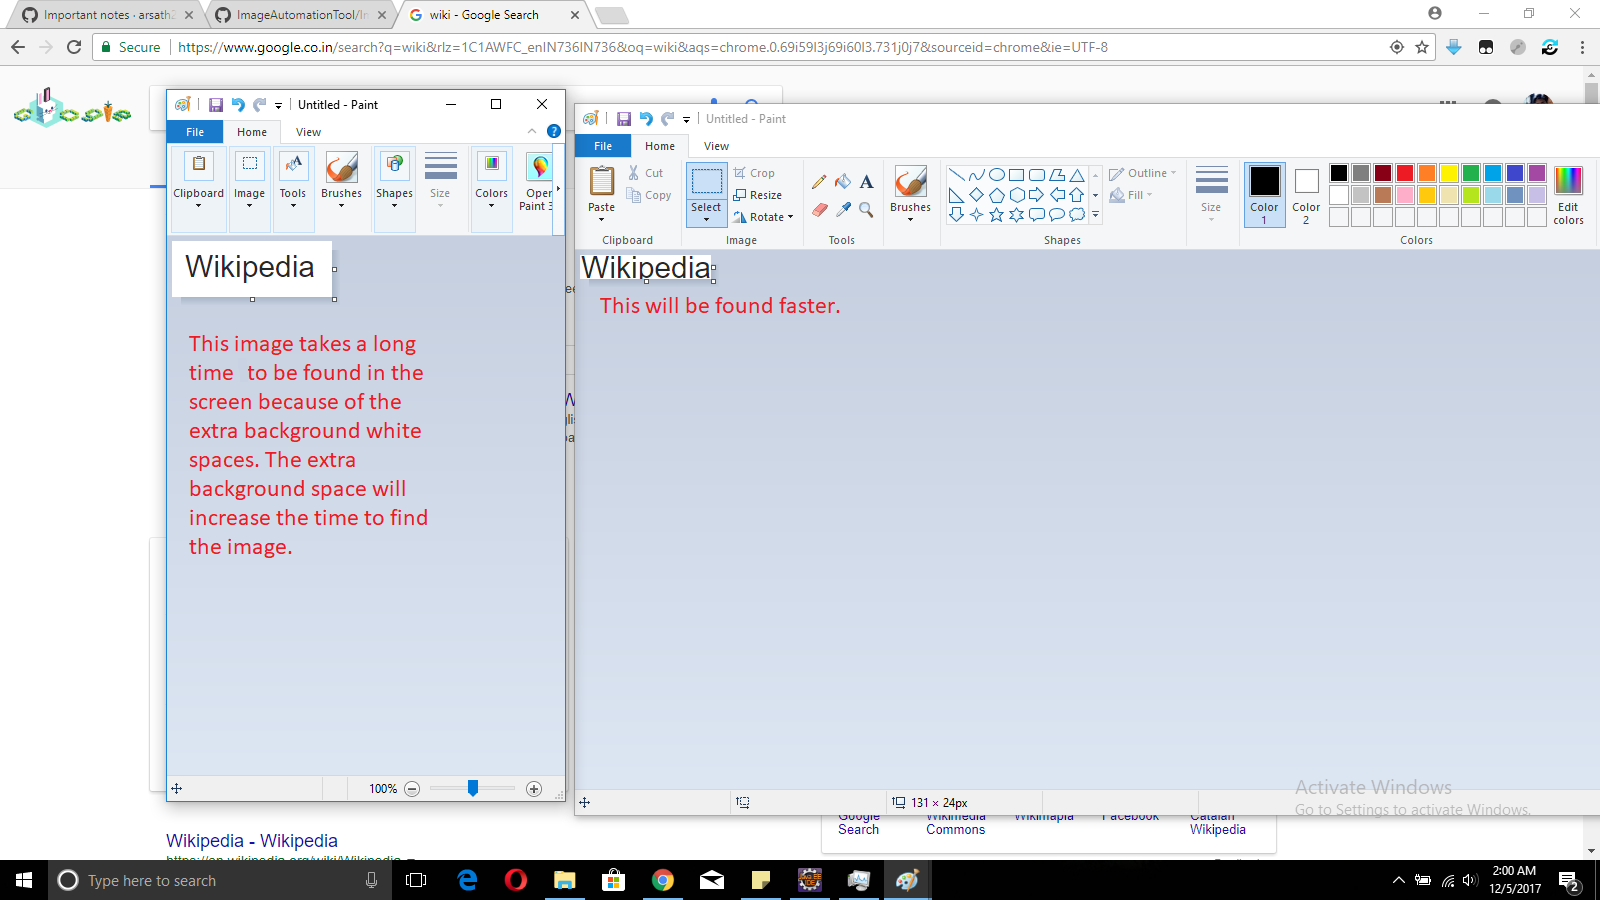 Important notes · arsath2
ImageAutomationTool/Im
wiki - Google Search
Secure
https://www.google.co.in/search?q=wiki&rlz=1C1AWFC_enIN736IN736&oq=wiki&aqs=chrome.0.69i59l3j69i60l3.731j0j7&sourceid=chrome&ie=UTF-8
Untitled - Paint
File Home View
Clipboard Image Tools Brushes Shapes Size Colors Open
Paint 3
Wikipedia
This image takes a long
time to be found in the
screen because of the
extra background white
spaces. The extra
background space will
increase the time to find
the image.
100%
Untitled - Paint
File Home View
Paste
Cut
Copy
Clipboard
Select
Crop
Resize
Rotate
Image
A
Tools
Brushes
Outline
Fill
Shapes
Size
Color
1
Color
2
Edit
colors
Colors
Wikipedia
This will be found faster.
131 × 24px
Activate Windows
Go to Settings to activate Windows.
Google
Search
Wikimedia
Commons
Wikimapia
Facebook
Catalan
Wikipedia
Wikipedia - Wikipedia
https://en.wikipedia.org/wiki/Wikipedia
Type here to search
2:00 AM
12/5/2017
2